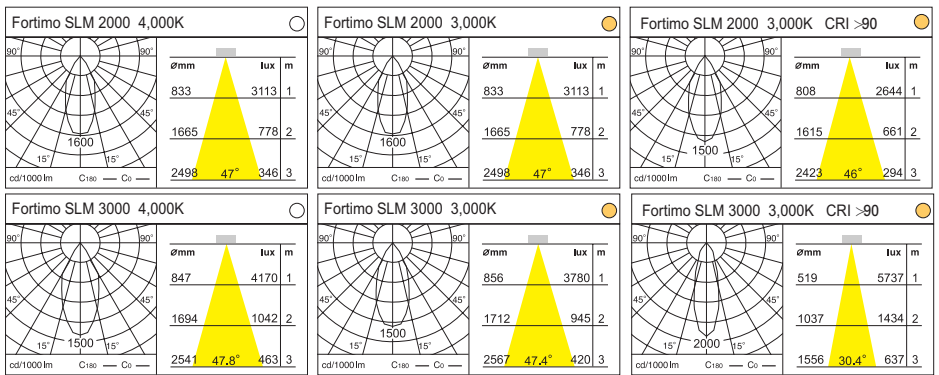 Fortimo SLM 2000 4,000K
90° 90°
45° 45°
15° 15°
1600
cd/1000 lm C180 — C0 —
ømm lux m
833 3113 1
1665 778 2
2498 47° 346 3
Fortimo SLM 2000 3,000K
90° 90°
45° 45°
15° 15°
1600
cd/1000 lm C180 — C0 —
ømm lux m
833 3113 1
1665 778 2
2498 47° 346 3
Fortimo SLM 2000 3,000K CRI >90
90° 90°
45° 45°
15° 15°
1500
cd/1000 lm C180 — C0 —
ømm lux m
808 2644 1
1615 661 2
2423 46° 294 3
Fortimo SLM 3000 4,000K
90° 90°
45° 45°
1500
15° 15°
cd/1000 lm C180 — C0 —
ømm lux m
847 4170 1
1694 1042 2
2541 47.8° 463 3
Fortimo SLM 3000 3,000K
90° 90°
45° 45°
1500
15° 15°
cd/1000 lm C180 — C0 —
ømm lux m
856 3780 1
1712 945 2
2567 47.4° 420 3
Fortimo SLM 3000 3,000K CRI >90
90° 90°
45° 45°
2000
15° 15°
cd/1000 lm C180 — C0 —
ømm lux m
519 5737 1
1037 1434 2
1556 30.4° 637 3